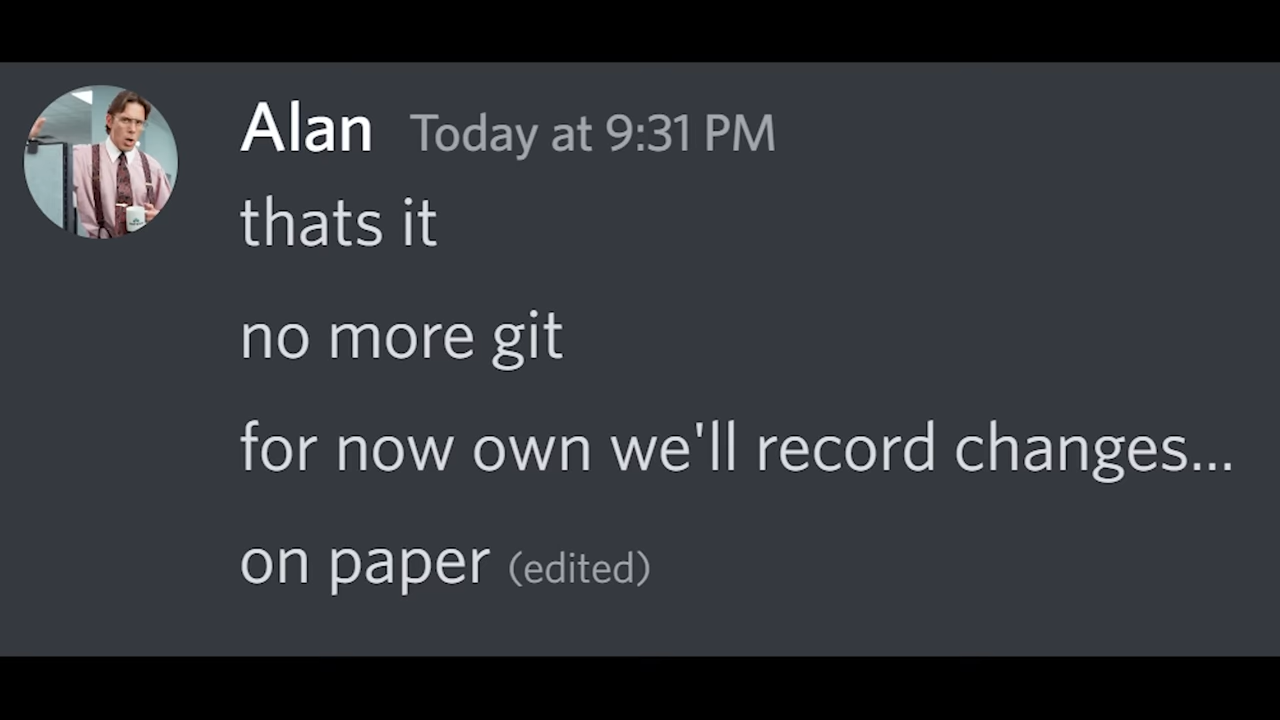 Alan Today at 9:31 PM
thats it
no more git
for now own we'll record changes...
on paper (edited)